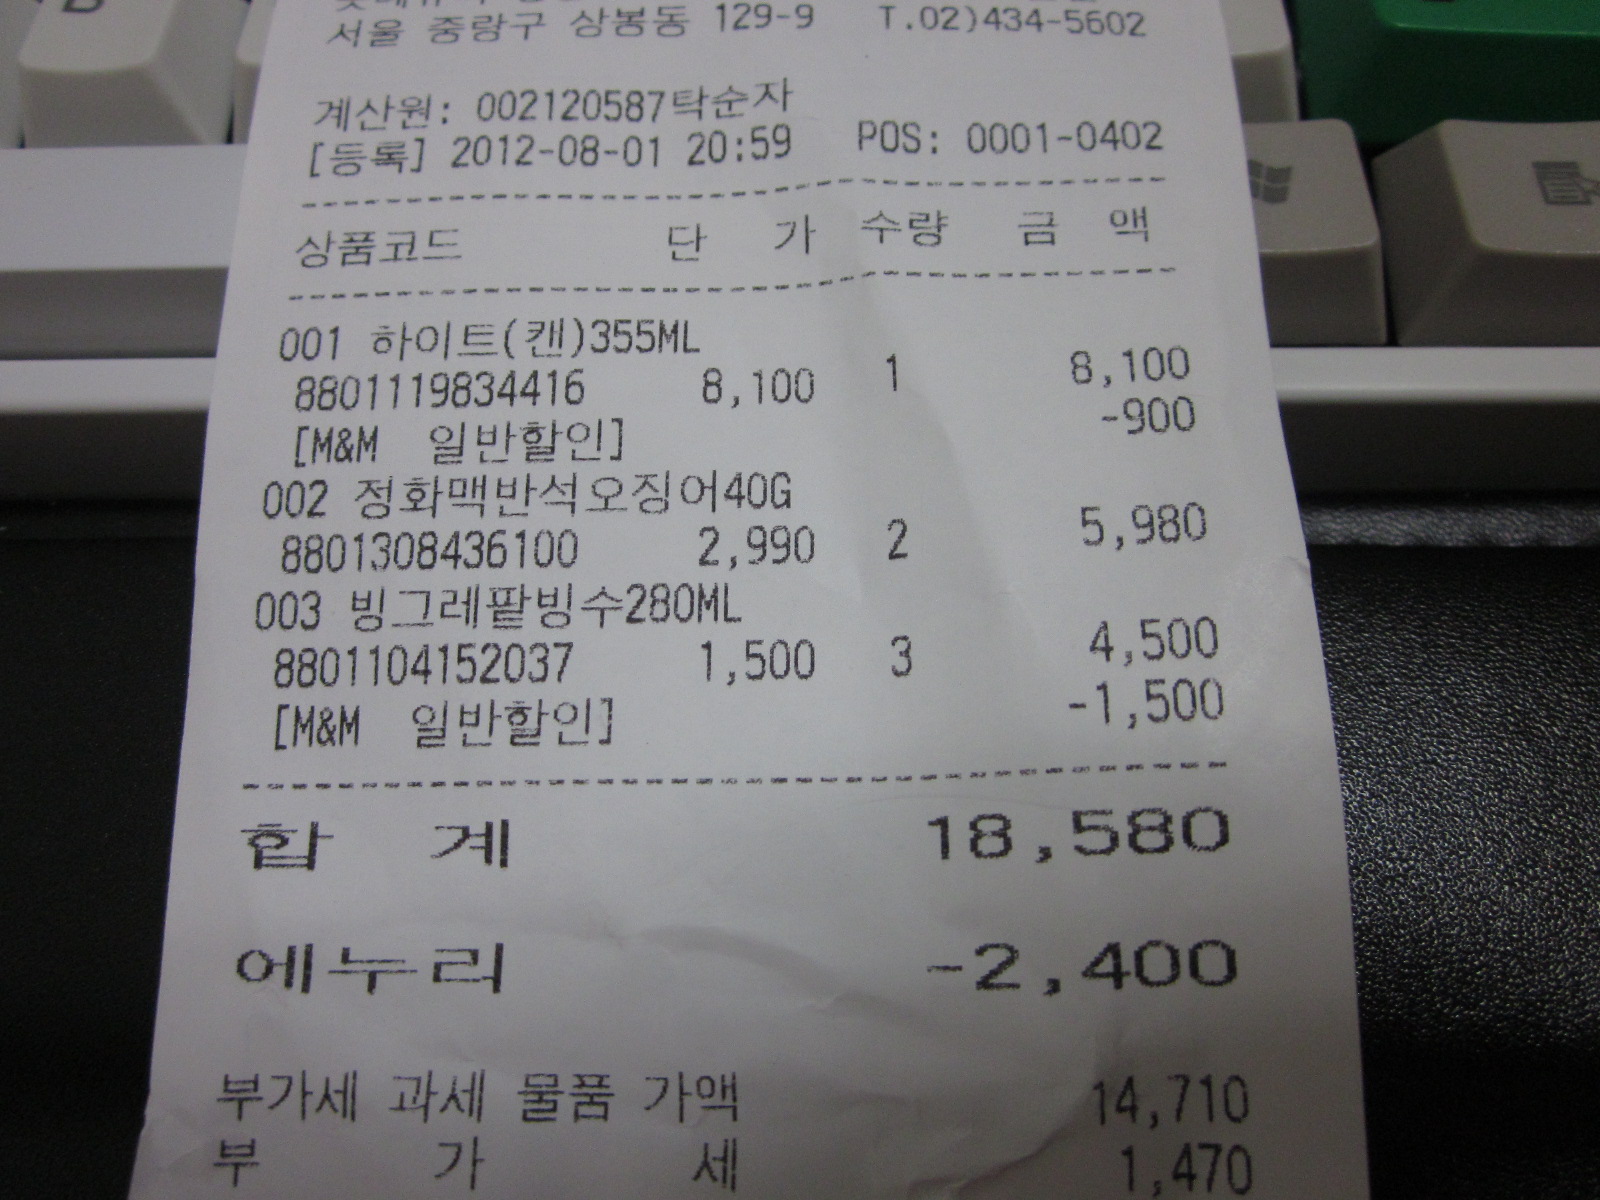 서울 중랑구 상봉동 129-9 T.02)434-5602
계산원: 002120587탁순자
[등록] 2012-08-01 20:59 POS: 0001-0402
상품코드 단 가 수량 금 액
001 하이트(캔)355ML
8801119834416 8,100 1 8,100
[M&M 일반할인] -900
002 정화맥반석오징어40G
8801308436100 2,990 2 5,980
003 빙그레팥빙수280ML
8801104152037 1,500 3 4,500
[M&M 일반할인] -1,500
합 계 18,580
에누리 -2,400
부가세 과세 물품 가액 14,710
부 가 세 1,470